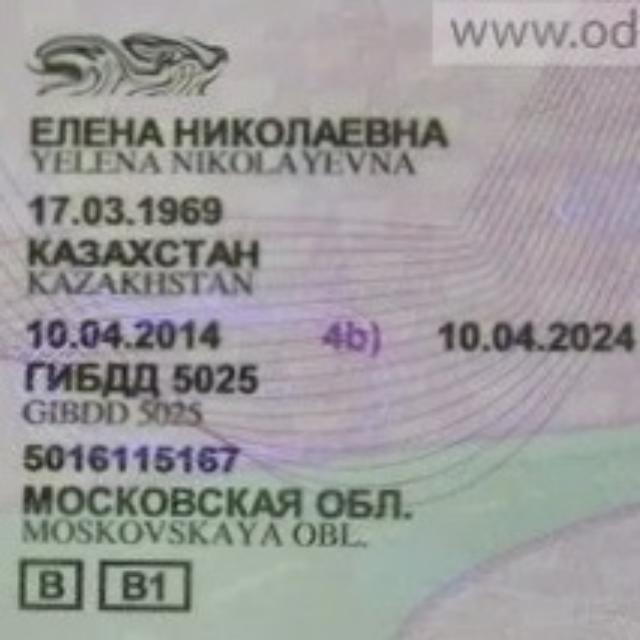 www.od
ЕЛЕНА НИКОЛАЕВНА
YELENA NIKOLAYEVNA
17.03.1969
КАЗАХСТАН
KAZAKHSTAN
10.04.2014 4b) 10.04.2024
ГИБДД 5025
GIBDD 5025
5016115167
МОСКОВСКАЯ ОБЛ.
MOSKOVSKAYA OBL.
B B1